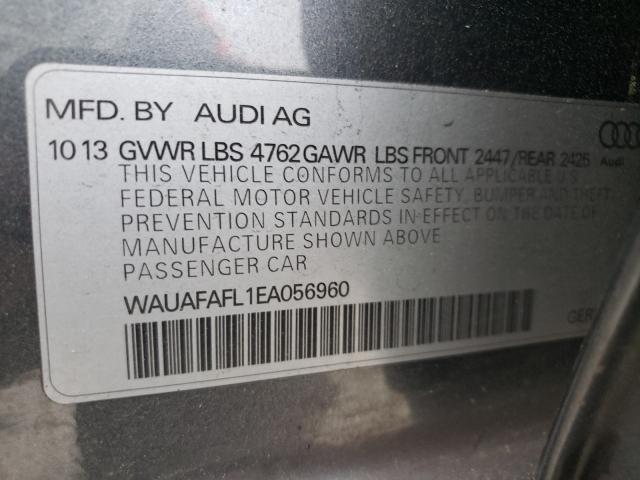 MFD. BY AUDI AG
10 13 GVWR LBS 4762 GAWR LBS FRONT 2447/REAR 2425 Audi
THIS VEHICLE CONFORMS TO ALL APPLICABLE U.S.
FEDERAL MOTOR VEHICLE SAFETY, BUMPER AND THEFT
PREVENTION STANDARDS IN EFFECT ON THE DATE OF
MANUFACTURE SHOWN ABOVE
PASSENGER CAR
WAUAFAFL1EA056960
GER